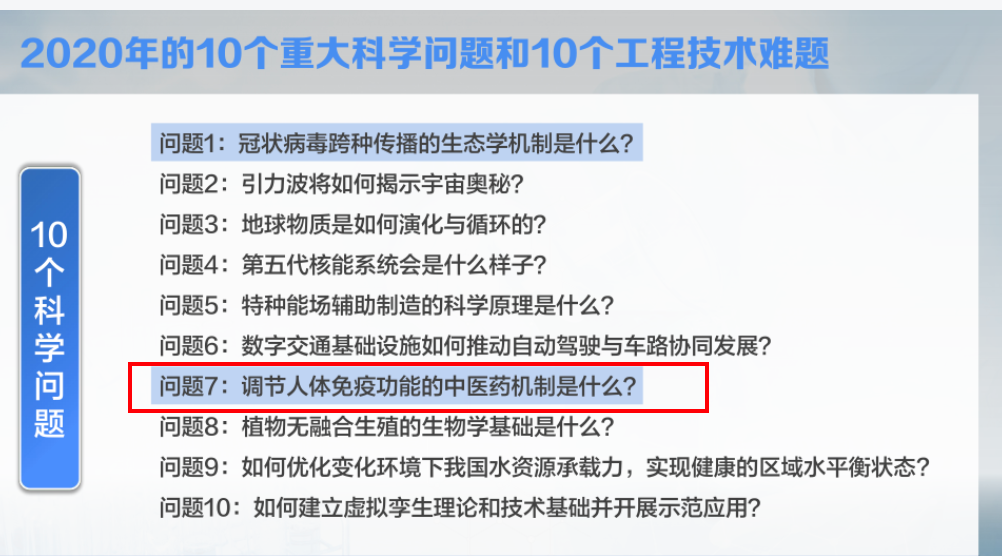 2020年的10个重大科学问题和10个工程技术难题
10个科学问题
问题1：冠状病毒跨种传播的生态学机制是什么？
问题2：引力波将如何揭示宇宙奥秘？
问题3：地球物质是如何演化与循环的？
问题4：第五代核能系统会是什么样子？
问题5：特种能场辅助制造的科学原理是什么？
问题6：数字交通基础设施如何推动自动驾驶与车路协同发展？
问题7：调节人体免疫功能的中医药机制是什么？
问题8：植物无融合生殖的生物学基础是什么？
问题9：如何优化变化环境下我国水资源承载力，实现健康的区域水平衡状态？
问题10：如何建立虚拟孪生理论和技术基础并开展示范应用？